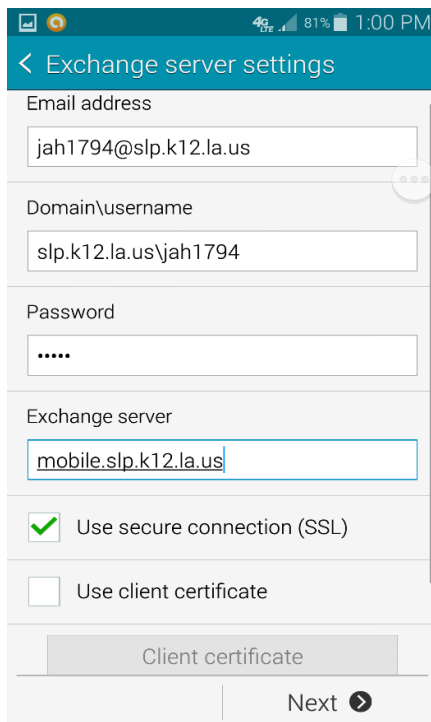 4G LTE 81% 1:00 PM
Exchange server settings
Email address
jah1794@slp.k12.la.us
Domain\username
slp.k12.la.us\jah1794
Password
•••••
Exchange server
mobile.slp.k12.la.us
Use secure connection (SSL)
Use client certificate
Client certificate
Next